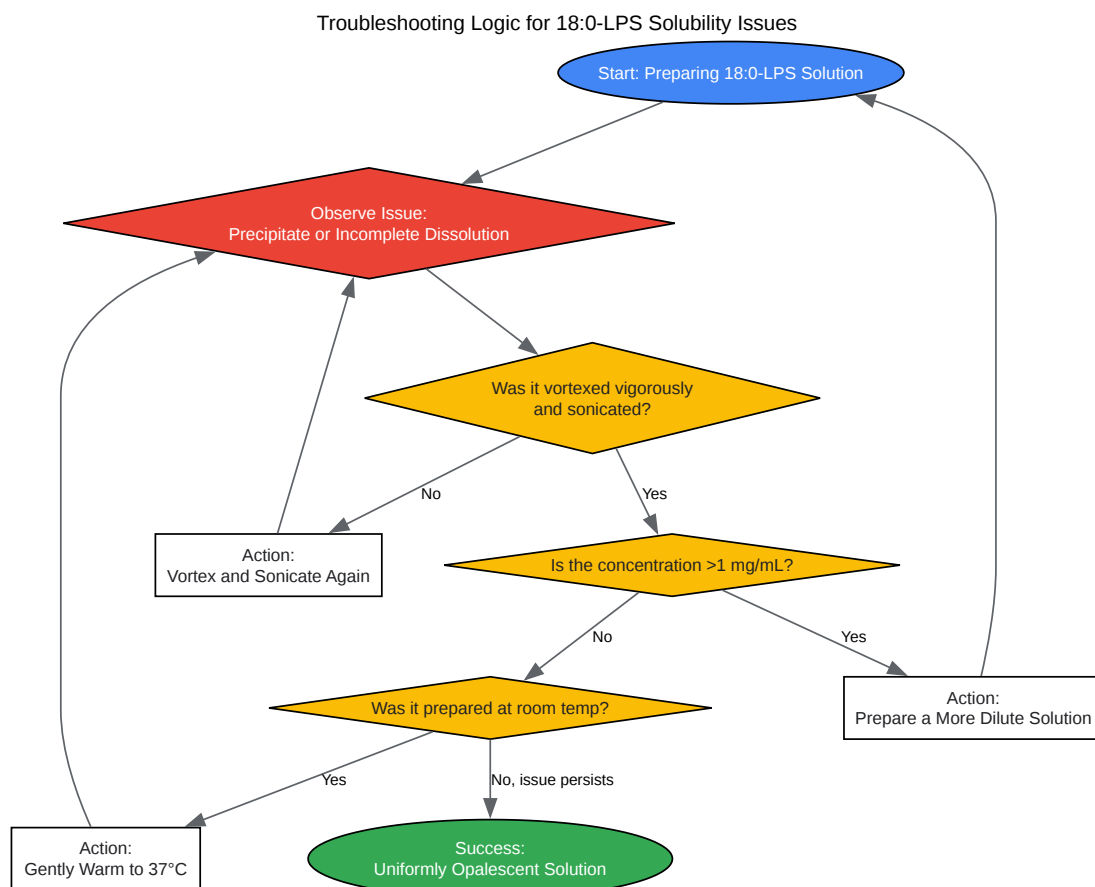 Troubleshooting Logic for 18:0-LPS Solubility Issues
Start: Preparing 18:0-LPS Solution
Observe Issue:
Precipitate or Incomplete Dissolution
Was it vortexed vigorously
and sonicated?
No
Yes
Action:
Vortex and Sonicate Again
Is the concentration >1 mg/mL?
No
Yes
Action:
Prepare a More Dilute Solution
Was it prepared at room temp?
Yes
No, issue persists
Action:
Gently Warm to 37°C
Success:
Uniformly Opalescent Solution